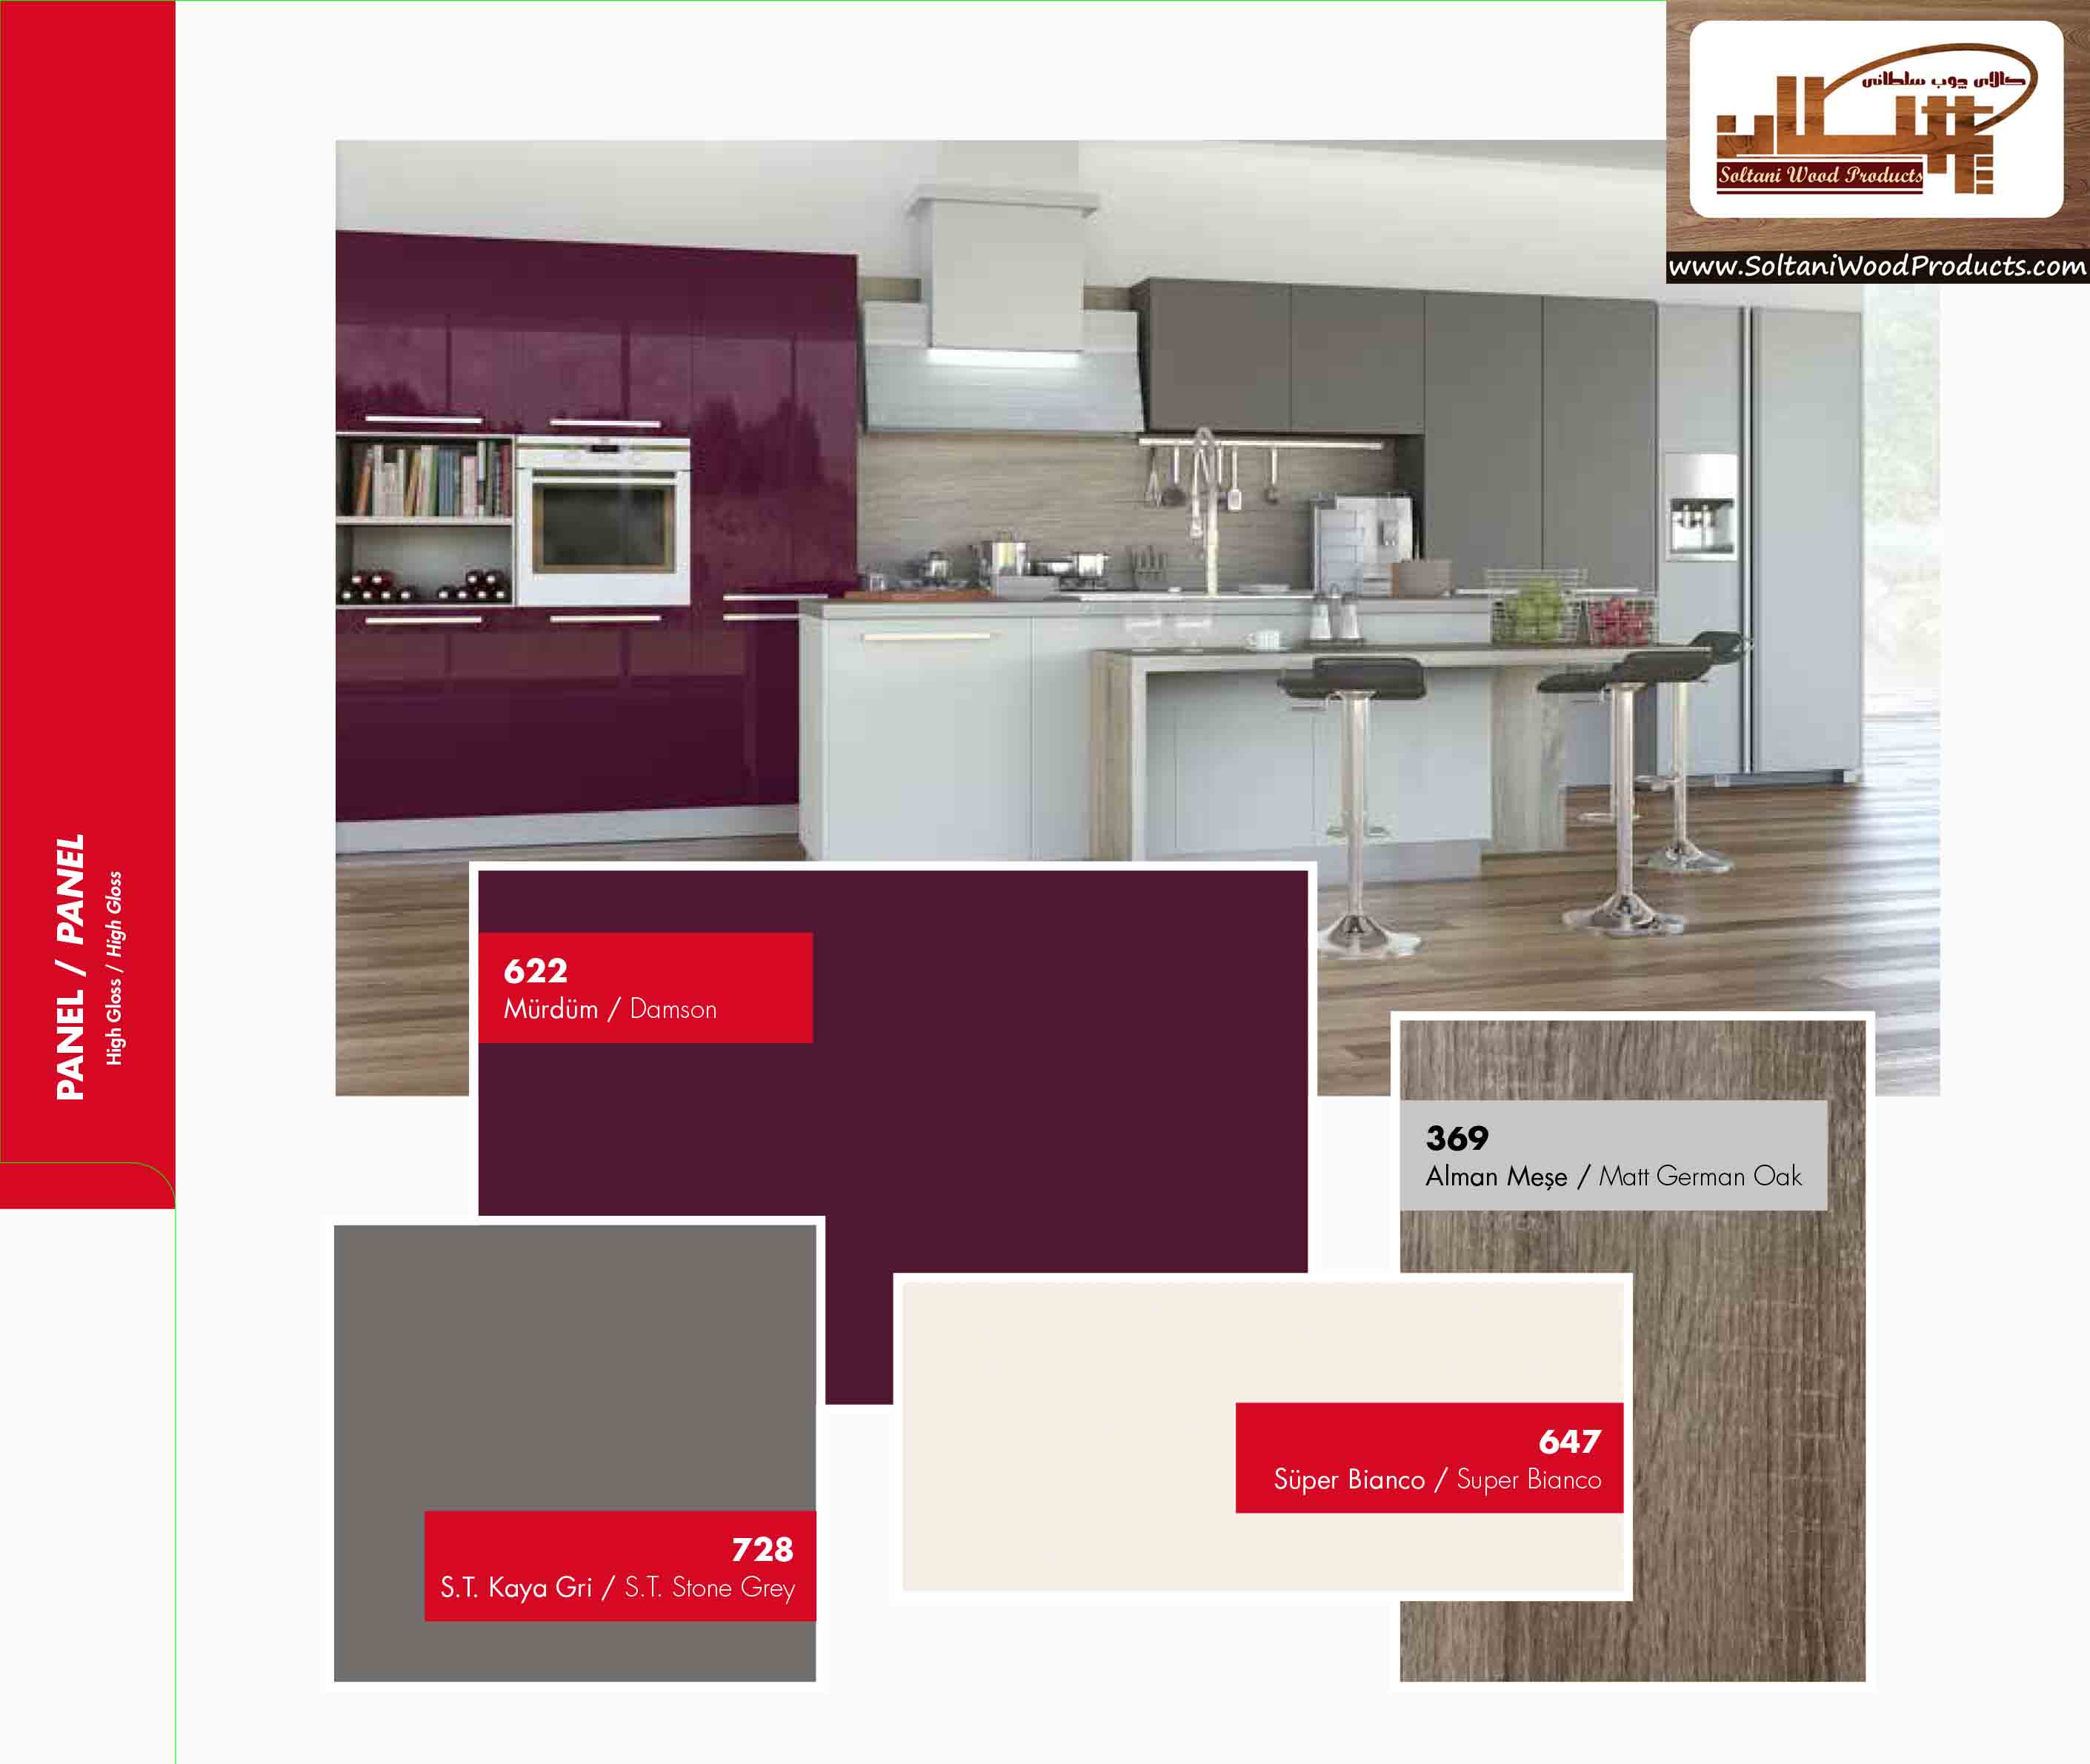 کالای چوب سلطانی
Soltani Wood Products
www.SoltaniWoodProducts.com
PANEL / PANEL
High Gloss / High Gloss
622
Mürdüm / Damson
369
Alman Meşe / Matt German Oak
647
Süper Bianco / Super Bianco
728
S.T. Kaya Gri / S.T. Stone Grey